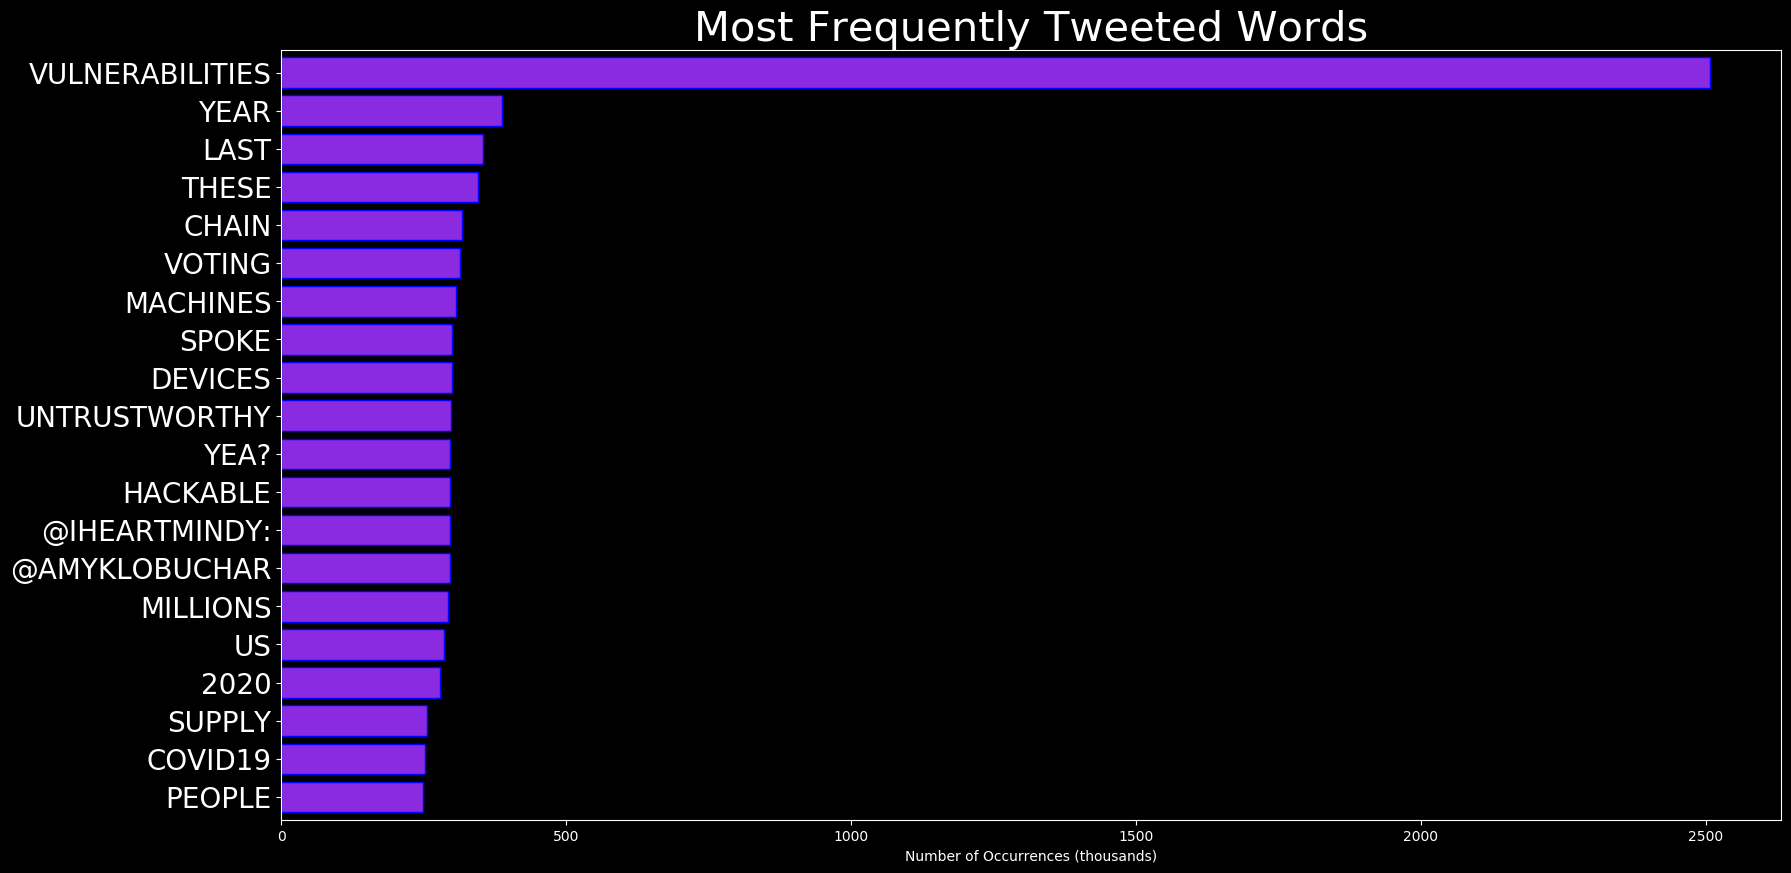 Most Frequently Tweeted Words
VULNERABILITIES
YEAR
LAST
THESE
CHAIN
VOTING
MACHINES
SPOKE
DEVICES
UNTRUSTWORTHY
YEA?
HACKABLE
@IHEARTMINDY:
@AMYKLOBUCHAR
MILLIONS
US
2020
SUPPLY
COVID19
PEOPLE
0 500 1000 1500 2000 2500
Number of Occurrences (thousands)